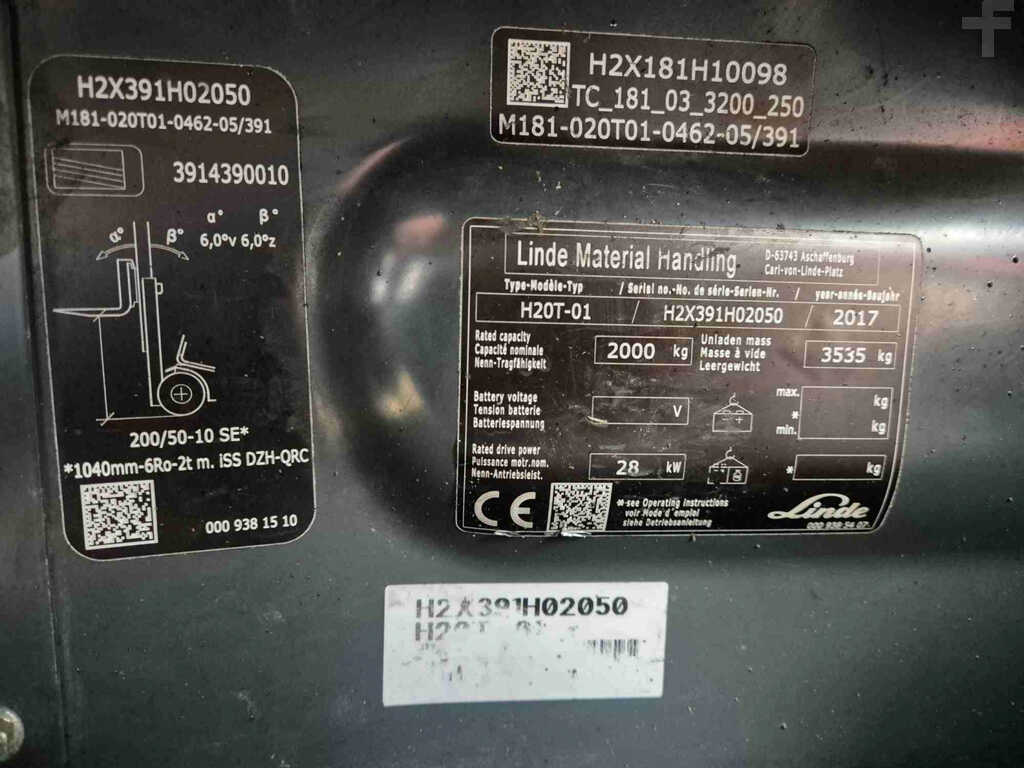 H2X391H02050
M181-020T01-0462-05/391
3914390010
α° β°
6,0°v 6,0°z
α° β°
200/50-10 SE*
*1040mm-6Ro-2t m. iSS DZH-QRC
000 938 15 10
H2X181H10098
TC_181_03_3200_250
M181-020T01-0462-05/391
Linde Material Handling
D-63743 Aschaffenburg
Carl-von-Linde-Platz
Type-Modèle-Typ / Serial no.-No. de série-Serien-Nr. / year-année-Baujahr
H20T-01 / H2X391H02050 / 2017
Rated capacity
Capacité nominale
Nenn-Tragfähigkeit
2000 kg
Unladen mass
Masse à vide
Leergewicht
3535 kg
Battery voltage
Tension batterie
Batteriespannung
V
max. kg
*
min. kg
Rated drive power
Puissance motr.nom.
Nenn-Antriebsleist.
28 kW
* kg
CE
*-see Operating Instructions
voir Mode d'emploi
siehe Betriebsanleitung
Linde
000 938 54 07
H2X391H02050
H20T
f